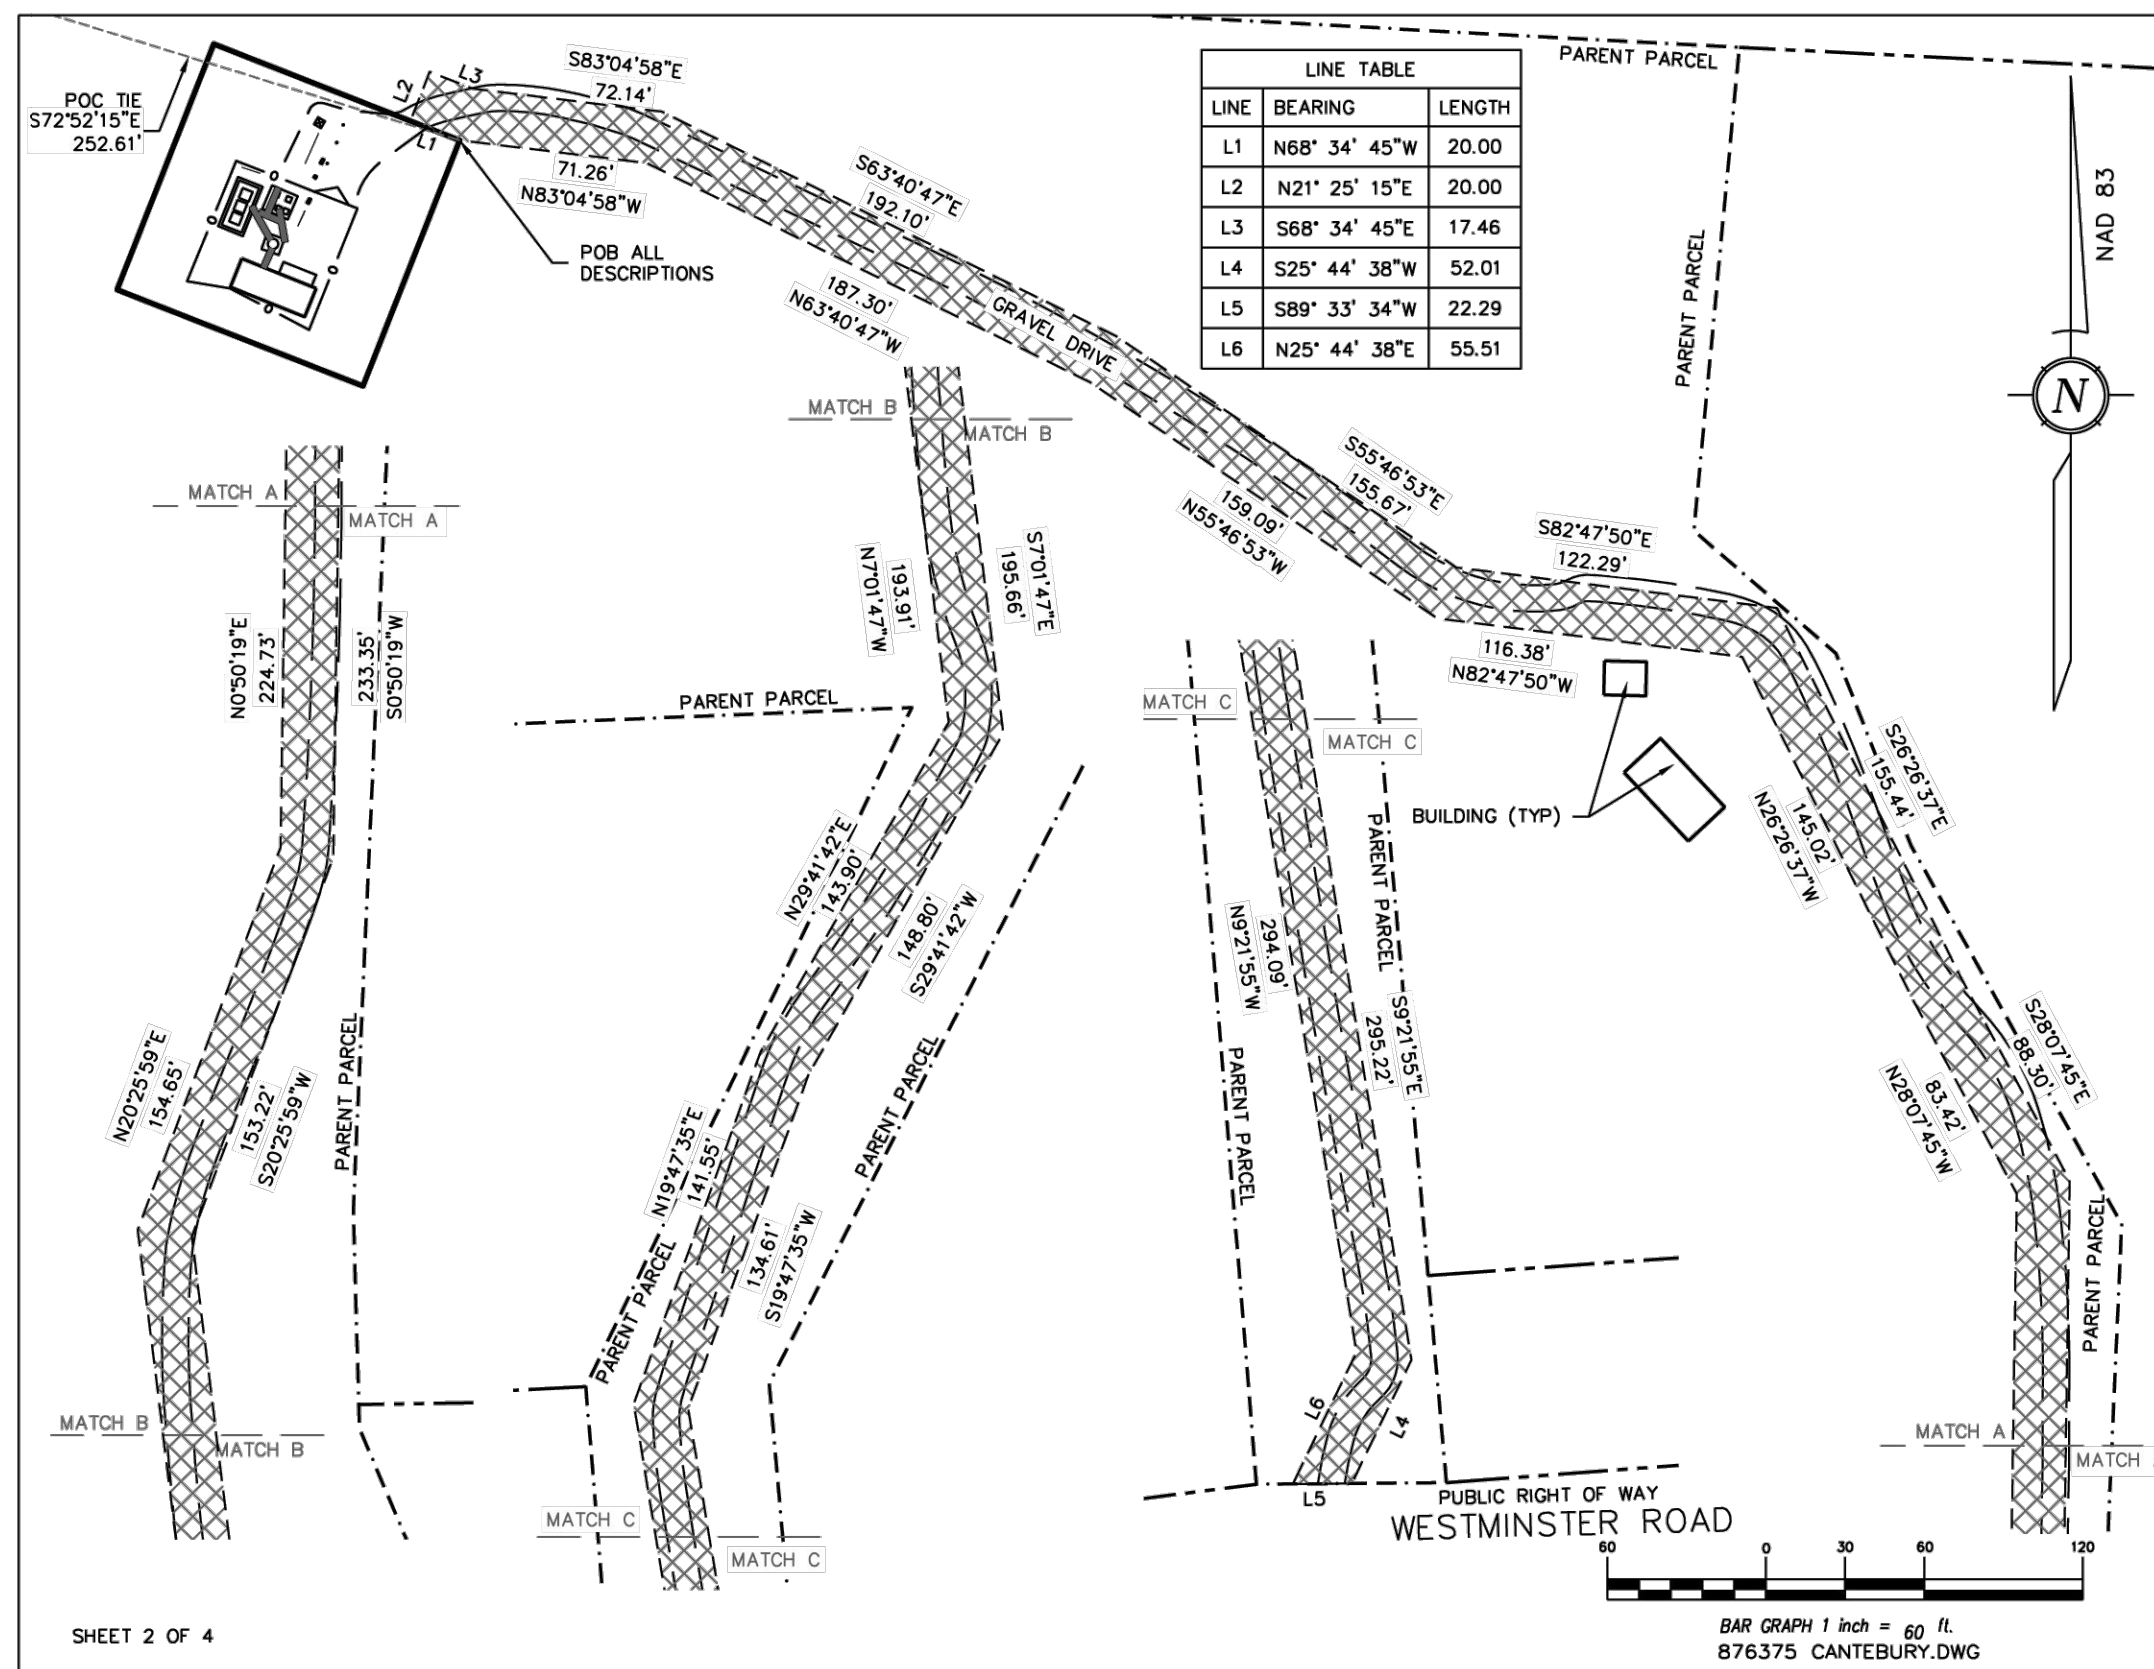 POC TIE
S72°52'15"E
252.61'
L2
L3
L1
S83°04'58"E
72.14'
71.26'
N83°04'58"W
POB ALL
DESCRIPTIONS
S63°40'47"E
192.10'
187.30'
N63°40'47"W
GRAVEL DRIVE
LINE TABLE
LINE BEARING LENGTH
L1 N68° 34' 45"W 20.00
L2 N21° 25' 15"E 20.00
L3 S68° 34' 45"E 17.46
L4 S25° 44' 38"W 52.01
L5 S89° 33' 34"W 22.29
L6 N25° 44' 38"E 55.51
PARENT PARCEL
PARENT PARCEL
NAD 83
N
S55°46'53"E
155.67'
159.09'
N55°46'53"W
S82°47'50"E
122.29'
116.38'
N82°47'50"W
BUILDING (TYP)
S26°26'37"E
155.44'
145.02'
N26°26'37"W
S28°07'45"E
88.30'
83.42'
N28°07'45"W
PARENT PARCEL
MATCH A
MATCH
MATCH A
MATCH A
N0°50'19"E
224.73'
233.35'
S0°50'19"W
N20°25'59"E
154.65'
153.22'
S20°25'59"W
PARENT PARCEL
MATCH B
MATCH B
MATCH B
MATCH B
N7°01'47"W
193.91'
195.66'
S7°01'47"E
PARENT PARCEL
N29°41'42"E
143.90'
148.80'
S29°41'42"W
PARENT PARCEL
N19°47'35"E
141.55'
134.61'
S19°47'35"W
PARENT PARCEL
MATCH C
MATCH C
MATCH C
MATCH C
N9°21'55"W
294.09'
S9°21'55"E
295.22'
PARENT PARCEL
PARENT PARCEL
L6
L4
L5
PUBLIC RIGHT OF WAY
WESTMINSTER ROAD
60 0 30 60 120
BAR GRAPH 1 inch = 60 ft.
876375 CANTEBURY.DWG
SHEET 2 OF 4